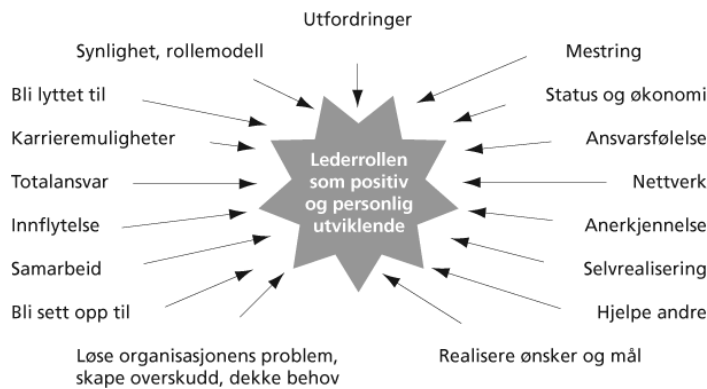 Utfordringer
Synlighet, rollemodell
Mestring
Bli lyttet til
Status og økonomi
Karrieremuligheter
Ansvarsfølelse
Lederrollen
som positiv
og personlig
utviklende
Totalansvar
Nettverk
Innflytelse
Anerkjennelse
Samarbeid
Selvrealisering
Bli sett opp til
Hjelpe andre
Løse organisasjonens problem,
skape overskudd, dekke behov
Realisere ønsker og mål